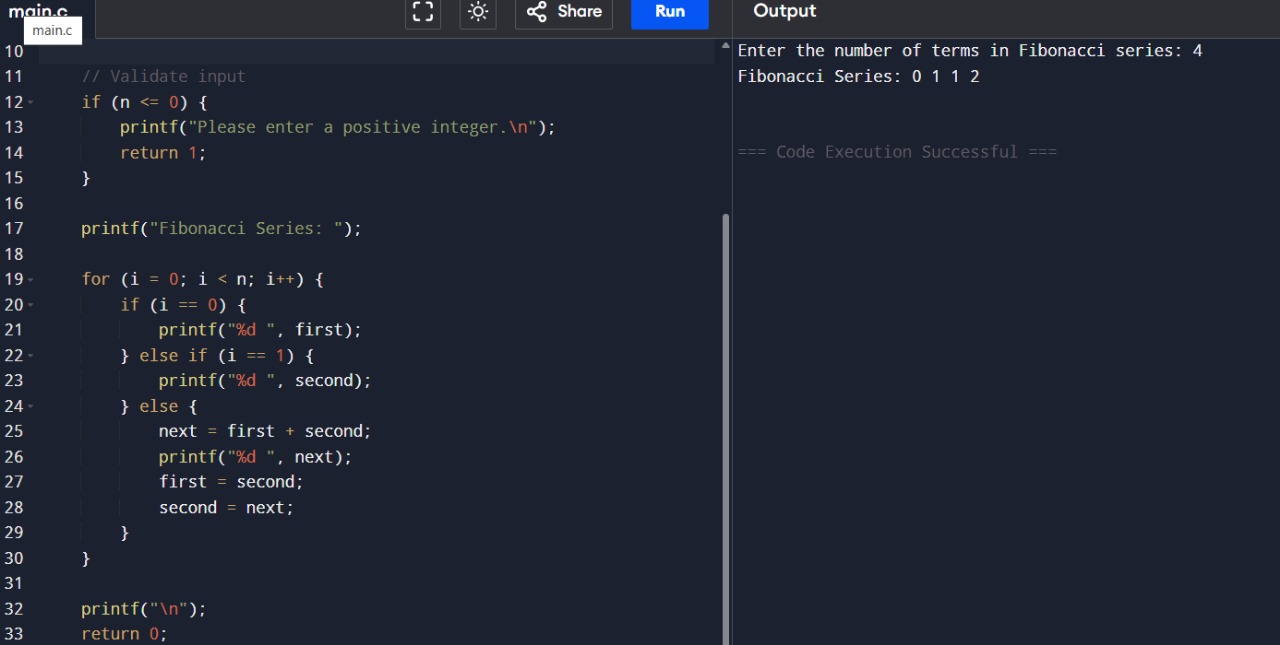 main.c
main.c
Share
Run
Output
10
11 // Validate input
12 if (n <= 0) {
13 printf("Please enter a positive integer.\n");
14 return 1;
15 }
16
17 printf("Fibonacci Series: ");
18
19 for (i = 0; i < n; i++) {
20 if (i == 0) {
21 printf("%d ", first);
22 } else if (i == 1) {
23 printf("%d ", second);
24 } else {
25 next = first + second;
26 printf("%d ", next);
27 first = second;
28 second = next;
29 }
30 }
31
32 printf("\n");
33 return 0;
Enter the number of terms in Fibonacci series: 4
Fibonacci Series: 0 1 1 2
=== Code Execution Successful ===